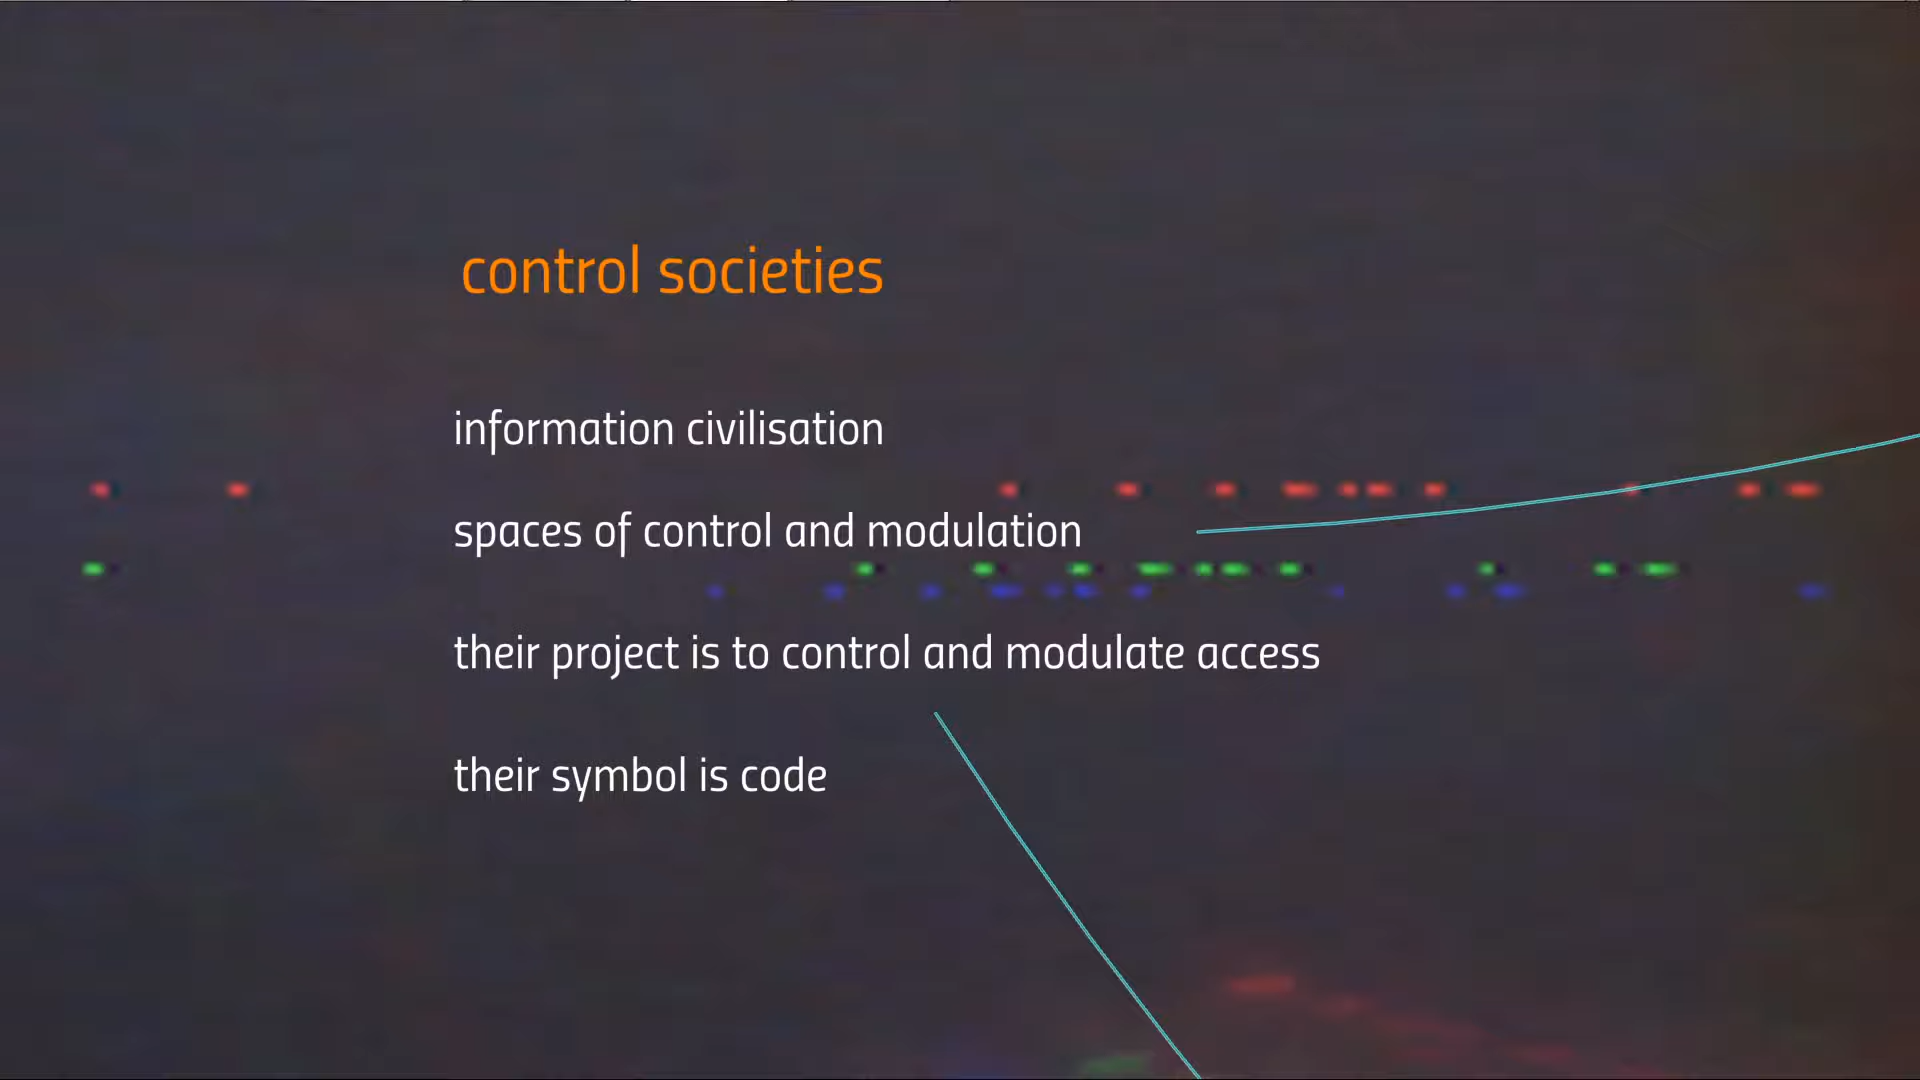 control societies
information civilisation
spaces of control and modulation
their project is to control and modulate access
their symbol is code